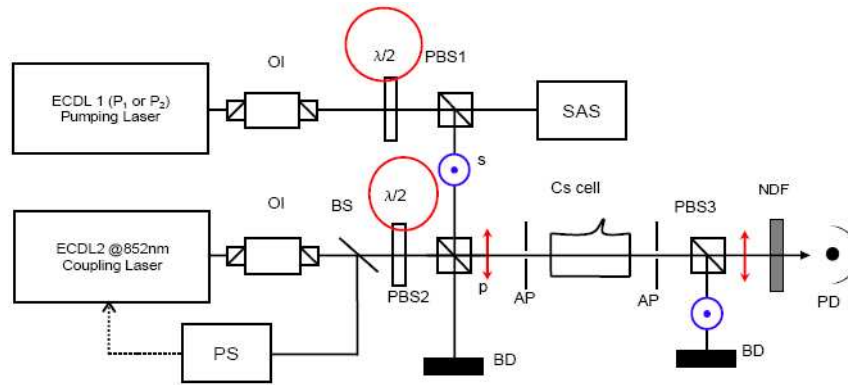 λ/2
PBS1
OI
ECDL 1 (P₁ or P₂)
Pumping Laser
SAS
s
Cs cell
λ/2
NDF
OI
BS
PBS3
ECDL2 @852nm
Coupling Laser
p
PBS2
AP
AP
PD
PS
BD
BD